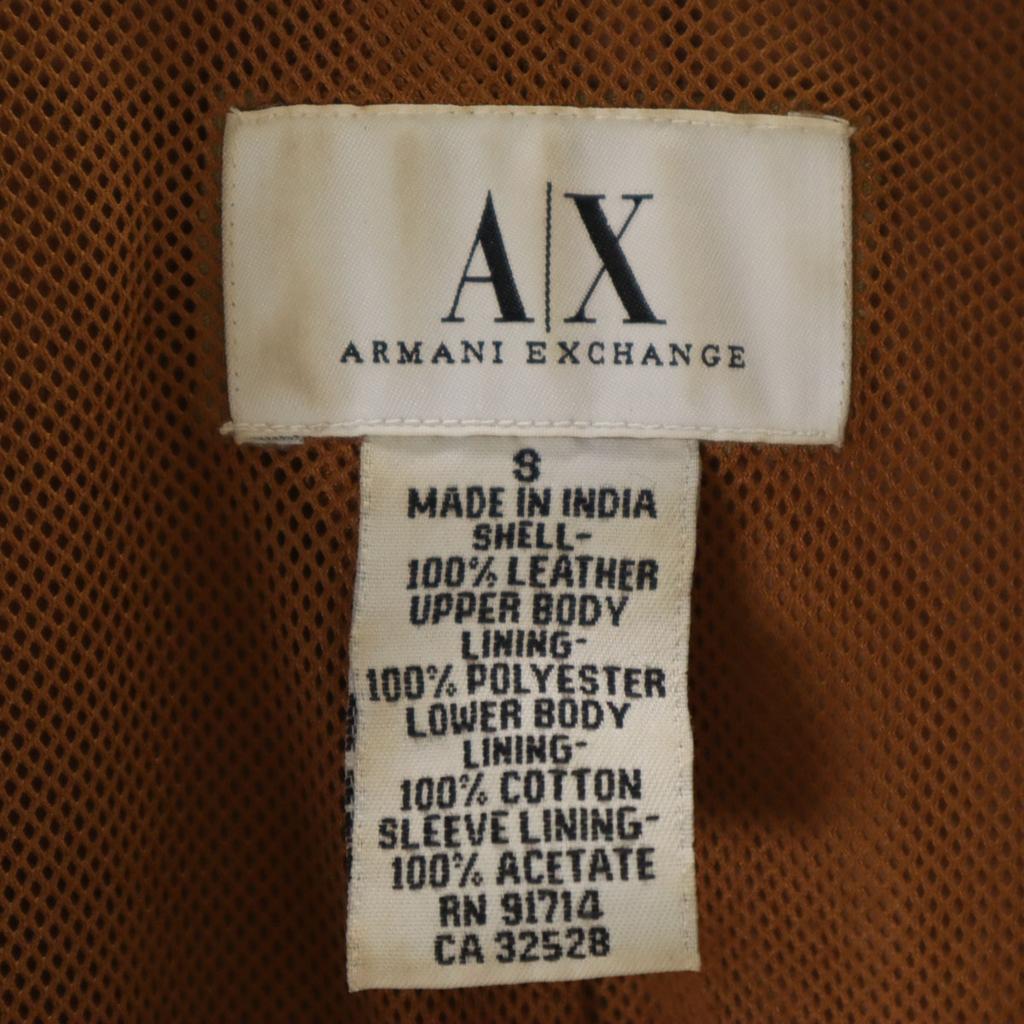 A|X
ARMANI EXCHANGE
S
MADE IN INDIA
SHELL-
100% LEATHER
UPPER BODY
LINING-
100% POLYESTER
LOWER BODY
LINING-
100% COTTON
SLEEVE LINING-
100% ACETATE
RN 91714
CA 32528